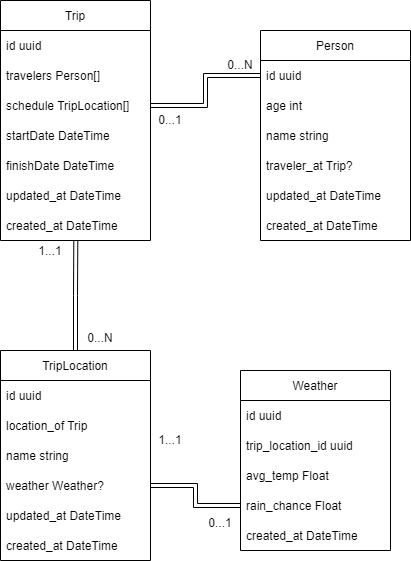 Trip
id uuid
travelers Person[]
schedule TripLocation[]
startDate DateTime
finishDate DateTime
updated_at DateTime
created_at DateTime
0...N
0...1
Person
id uuid
age int
name string
traveler_at Trip?
updated_at DateTime
created_at DateTime
1...1
0...N
TripLocation
id uuid
location_of Trip
name string
weather Weather?
updated_at DateTime
created_at DateTime
1...1
0...1
Weather
id uuid
trip_location_id uuid
avg_temp Float
rain_chance Float
created_at DateTime